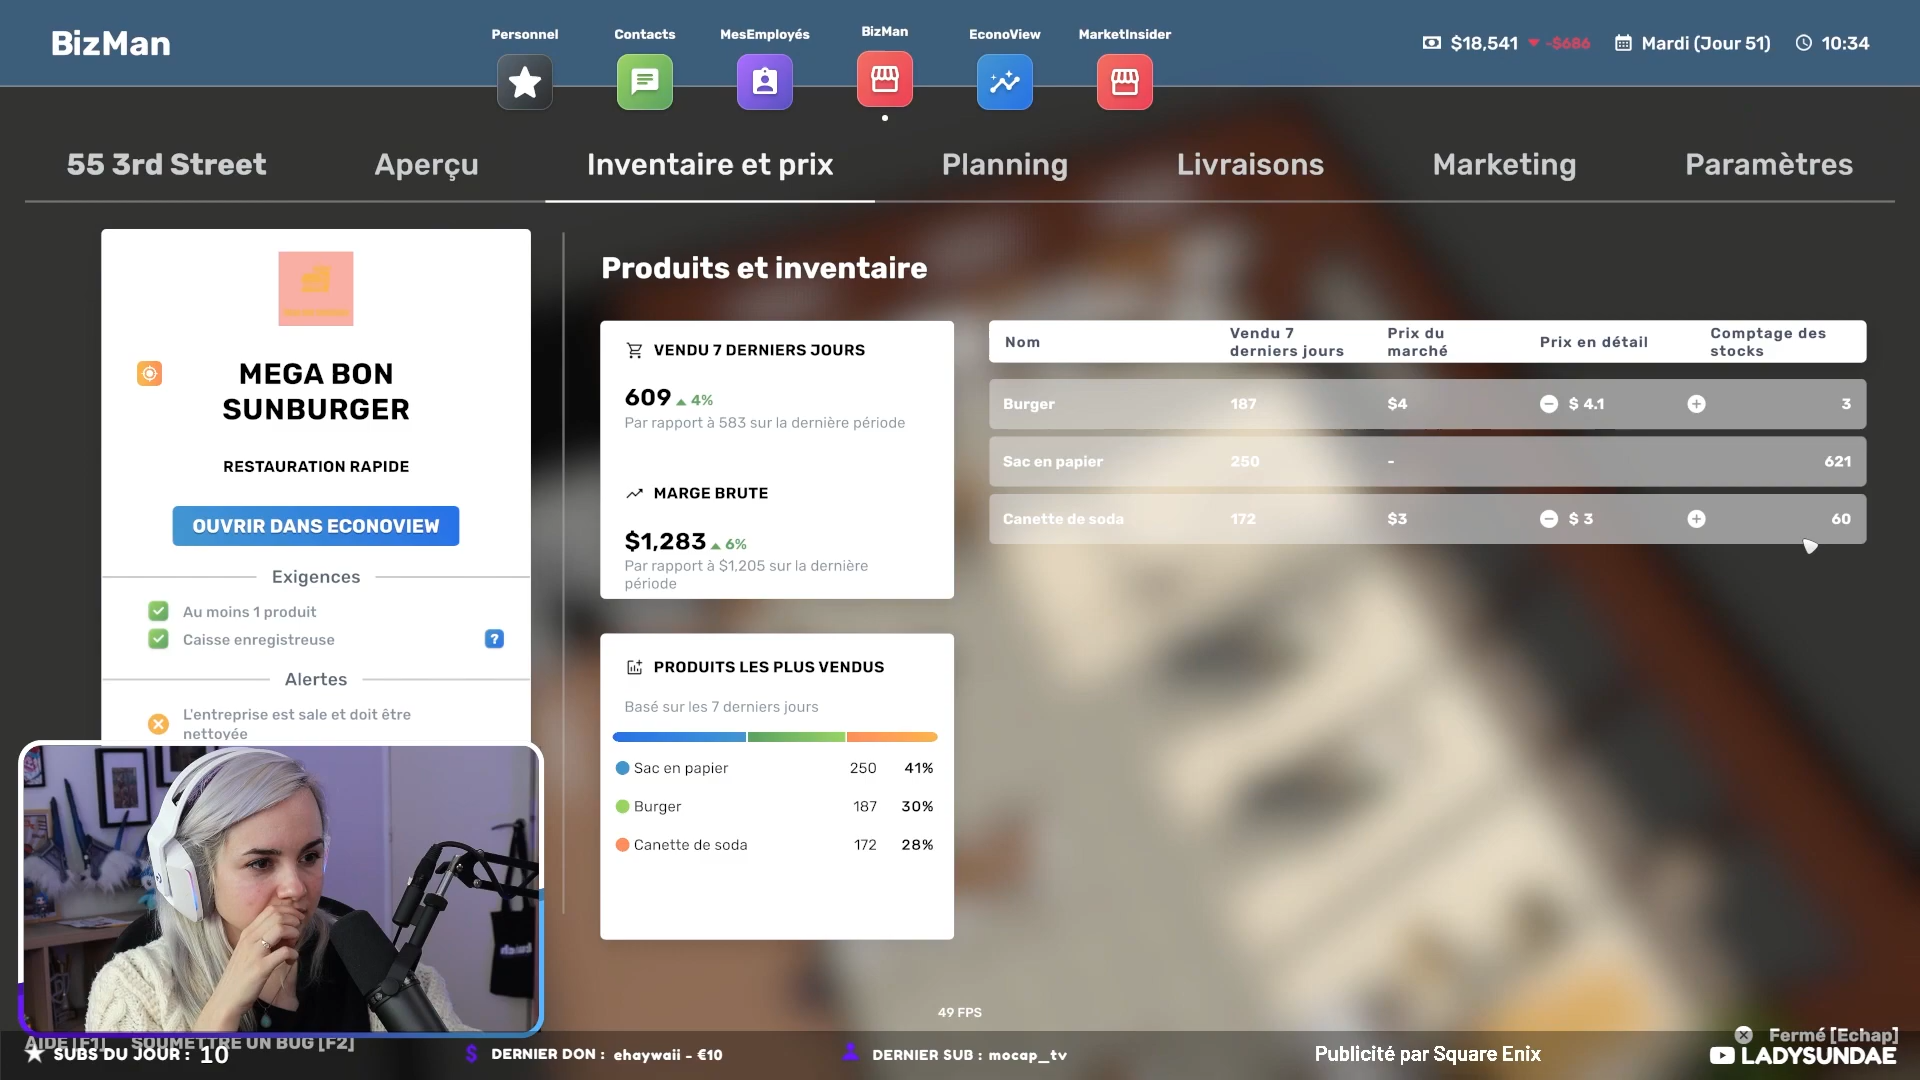 BizMan
Personnel
Contacts
MesEmployés
BizMan
EconoView
MarketInsider
$18,541
-$686
Mardi (Jour 51)
10:34
55 3rd Street
Aperçu
Inventaire et prix
Planning
Livraisons
Marketing
Paramètres
MEGA BON
SUNBURGER
RESTAURATION RAPIDE
OUVRIR DANS ECONOVIEW
Exigences
Au moins 1 produit
Caisse enregistreuse
?
Alertes
L'entreprise est sale et doit être
nettoyée
Produits et inventaire
VENDU 7 DERNIERS JOURS
609 4%
Par rapport à 583 sur la dernière période
MARGE BRUTE
$1,283 6%
Par rapport à $1,205 sur la dernière
période
PRODUITS LES PLUS VENDUS
Basé sur les 7 derniers jours
Sac en papier 250 41%
Burger 187 30%
Canette de soda 172 28%
Nom
Vendu 7
derniers jours
Prix du
marché
Prix en détail
Comptage des
stocks
Burger 187 $4 $ 4.1 3
Sac en papier 250 - 621
Canette de soda 172 $3 $ 3 60
49 FPS
AIDE [F1] SOUMETTRE UN BUG [F2]
Fermé [Echap]
SUBS DU JOUR : 10
DERNIER DON : ehaywaii - €10
DERNIER SUB : mocap_tv
Publicité par Square Enix
LADYSUNDAE